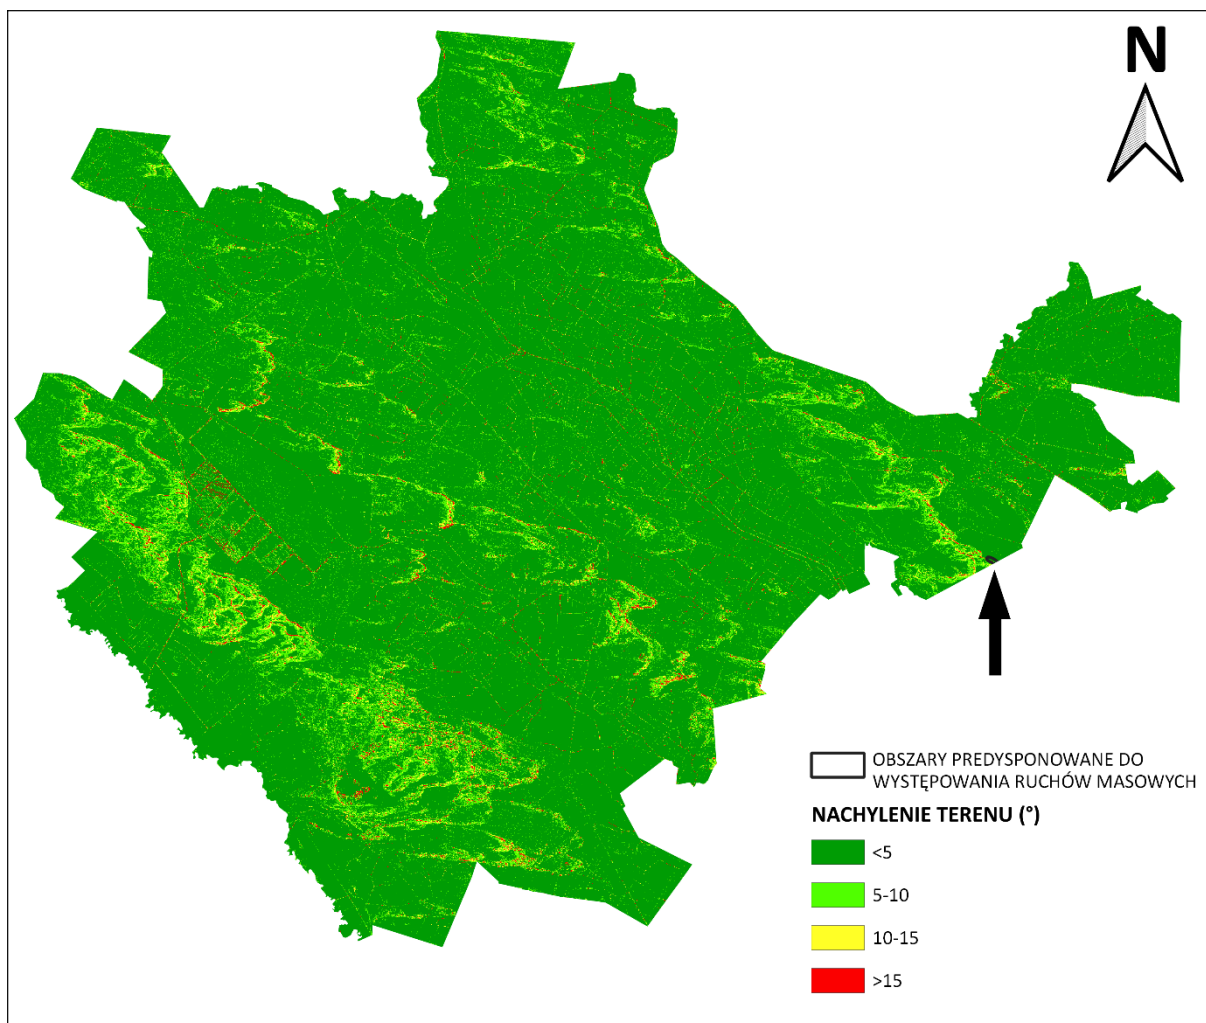 N
OBSZARY PREDYSPONOWANE DO
WYSTĘPOWANIA RUCHÓW MASOWYCH
NACHYLENIE TERENU (°)
<5
5-10
10-15
>15